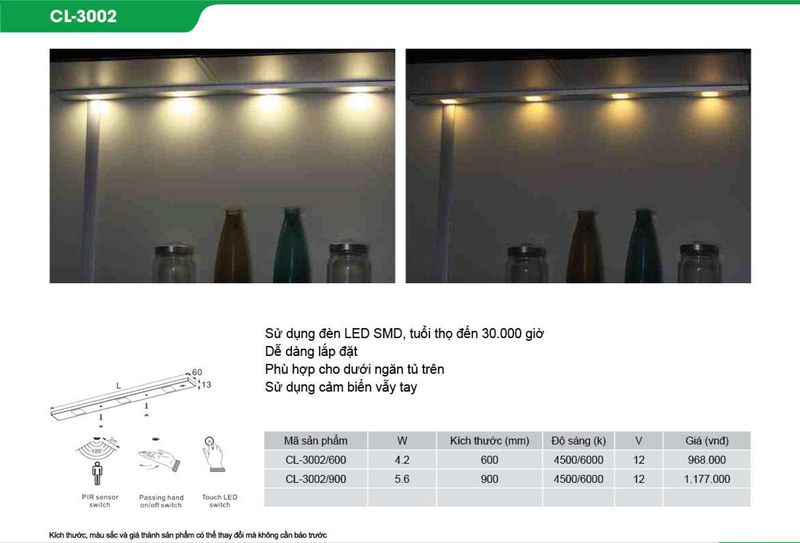 CL-3002
Sử dụng đèn LED SMD, tuổi thọ đến 30.000 giờ
Dễ dàng lắp đặt
Phù hợp cho dưới ngăn tủ trên
Sử dụng cảm biến vẫy tay
L
60
13
2m
120°
PIR sensor switch
Passing hand on/off switch
Touch LED switch
Mã sản phẩm W Kích thước (mm) Độ sáng (k) V Giá (vnđ)
CL-3002/600 4.2 600 4500/6000 12 968.000
CL-3002/900 5.6 900 4500/6000 12 1.177.000
Kích thước, màu sắc và giá thành sản phẩm có thể thay đổi mà không cần báo trước